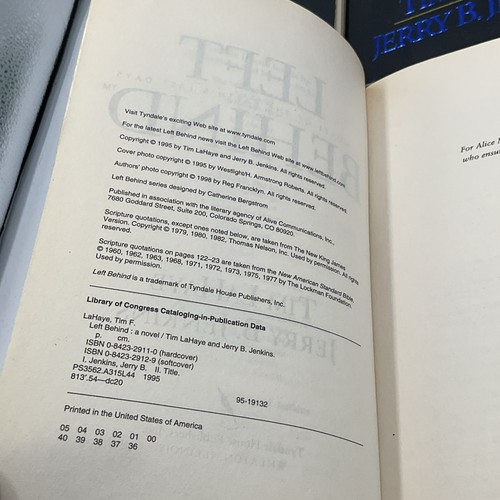 JERRY B. J
Visit Tyndale's exciting Web site at www.tyndale.com
For the latest Left Behind news visit the Left Behind Web site at www.leftbehind.com
Copyright © 1995 by Tim LaHaye and Jerry B. Jenkins. All rights reserved.
Cover photo copyright © 1995 by Westlight/H. Armstrong Roberts. All rights reserved.
Authors' photo copyright © 1998 by Reg Francklyn. All rights reserved.
Left Behind series designed by Catherine Bergstrom
Published in association with the literary agency of Alive Communications, Inc.,
7680 Goddard Street, Suite 200, Colorado Springs, CO 80920.
Scripture quotations, except ones noted below, are taken from The New King James
Version. Copyright © 1979, 1980, 1982, Thomas Nelson, Inc. Used by permission. All rights
reserved.
Scripture quotations on pages 122–23 are taken from the New American Standard Bible,
© 1960, 1962, 1963, 1968, 1971, 1972, 1973, 1975, 1977 by The Lockman Foundation.
Used by permission.
Left Behind is a trademark of Tyndale House Publishers, Inc.
Library of Congress Cataloging-in-Publication Data
LaHaye, Tim F.
Left Behind : a novel / Tim LaHaye and Jerry B. Jenkins.
p. cm.
ISBN 0-8423-2911-0 (hardcover)
ISBN 0-8423-2912-9 (softcover)
I. Jenkins, Jerry B. II. Title.
PS3562.A315L44 1995
813'.54—dc20 95-19132
Printed in the United States of America
05 04 03 02 01 00
40 39 38 37 36
For Alice
who ensu